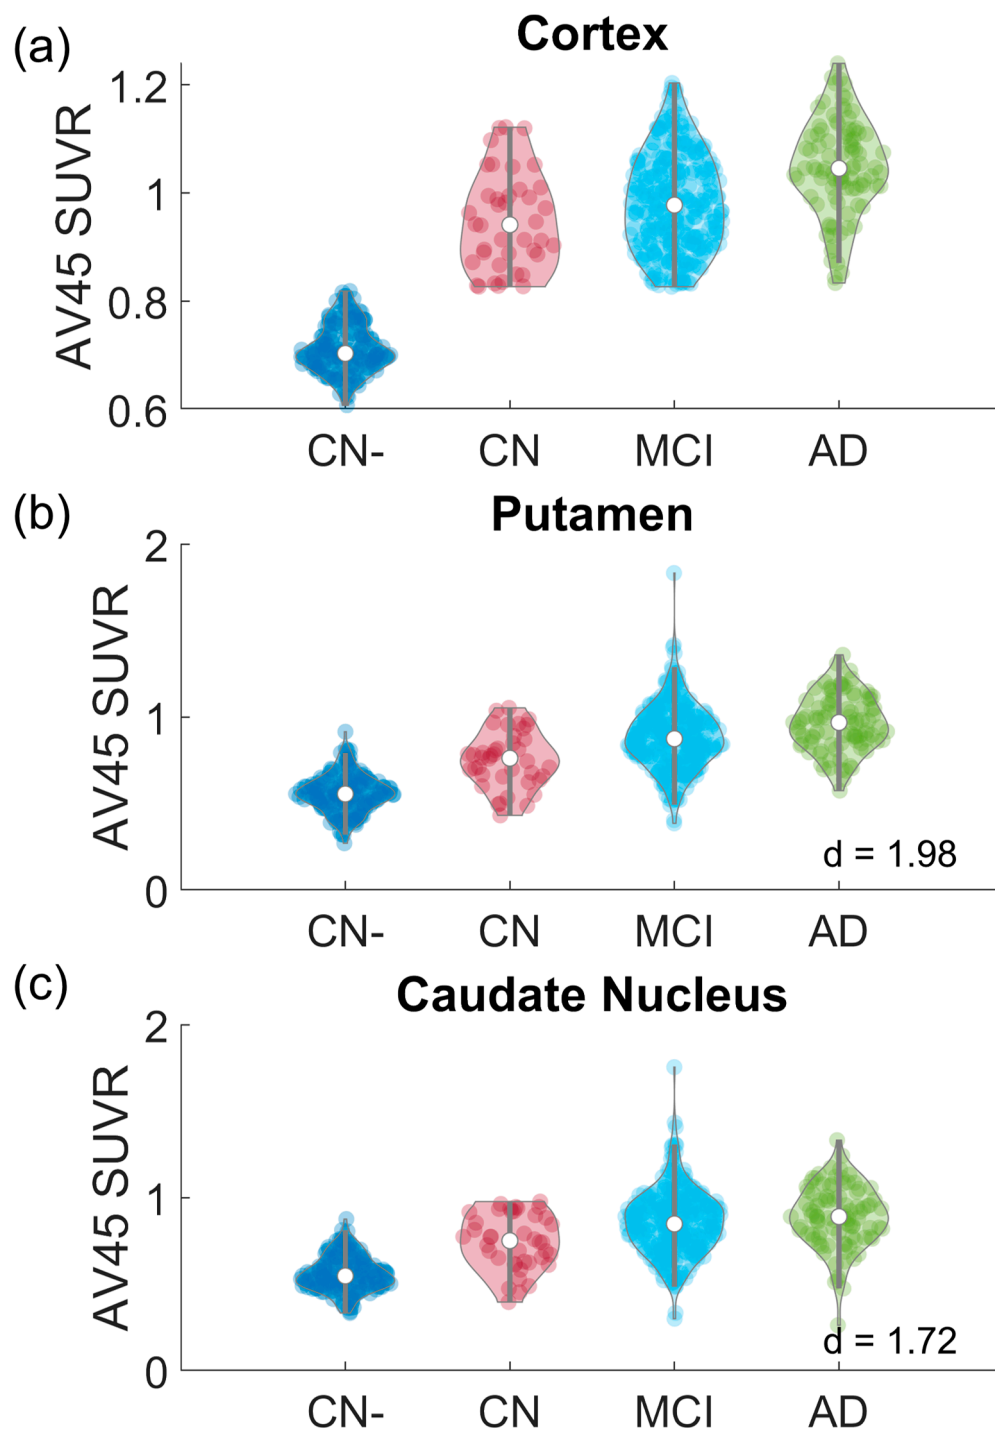 (a)
Cortex
AV45 SUVR
1.2
1
0.8
0.6
CN- CN MCI AD
(b)
Putamen
AV45 SUVR
2
1
0
d = 1.98
CN- CN MCI AD
(c)
Caudate Nucleus
AV45 SUVR
2
1
0
d = 1.72
CN- CN MCI AD